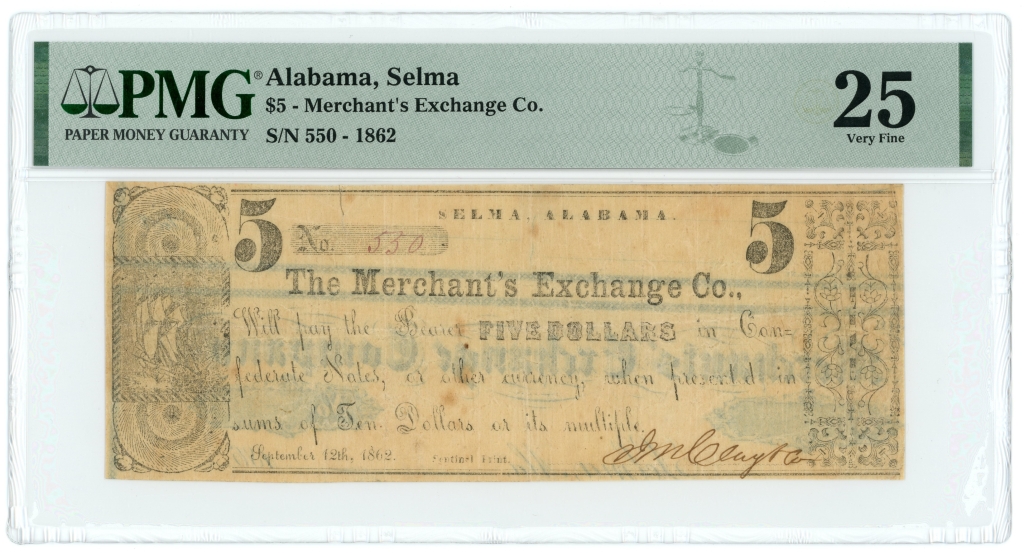 PMG®
PAPER MONEY GUARANTY
Alabama, Selma
$5 - Merchant's Exchange Co.
S/N 550 - 1862
25
Very Fine
5
SELMA, ALABAMA.
5
No. 550
The Merchant's Exchange Co.,
Will pay the Bearer FIVE DOLLARS in Con=
federate Notes, or other currency, when presented in
sums of Ten Dollars or its multiple.
September 12th, 1862. Sentinel Print.